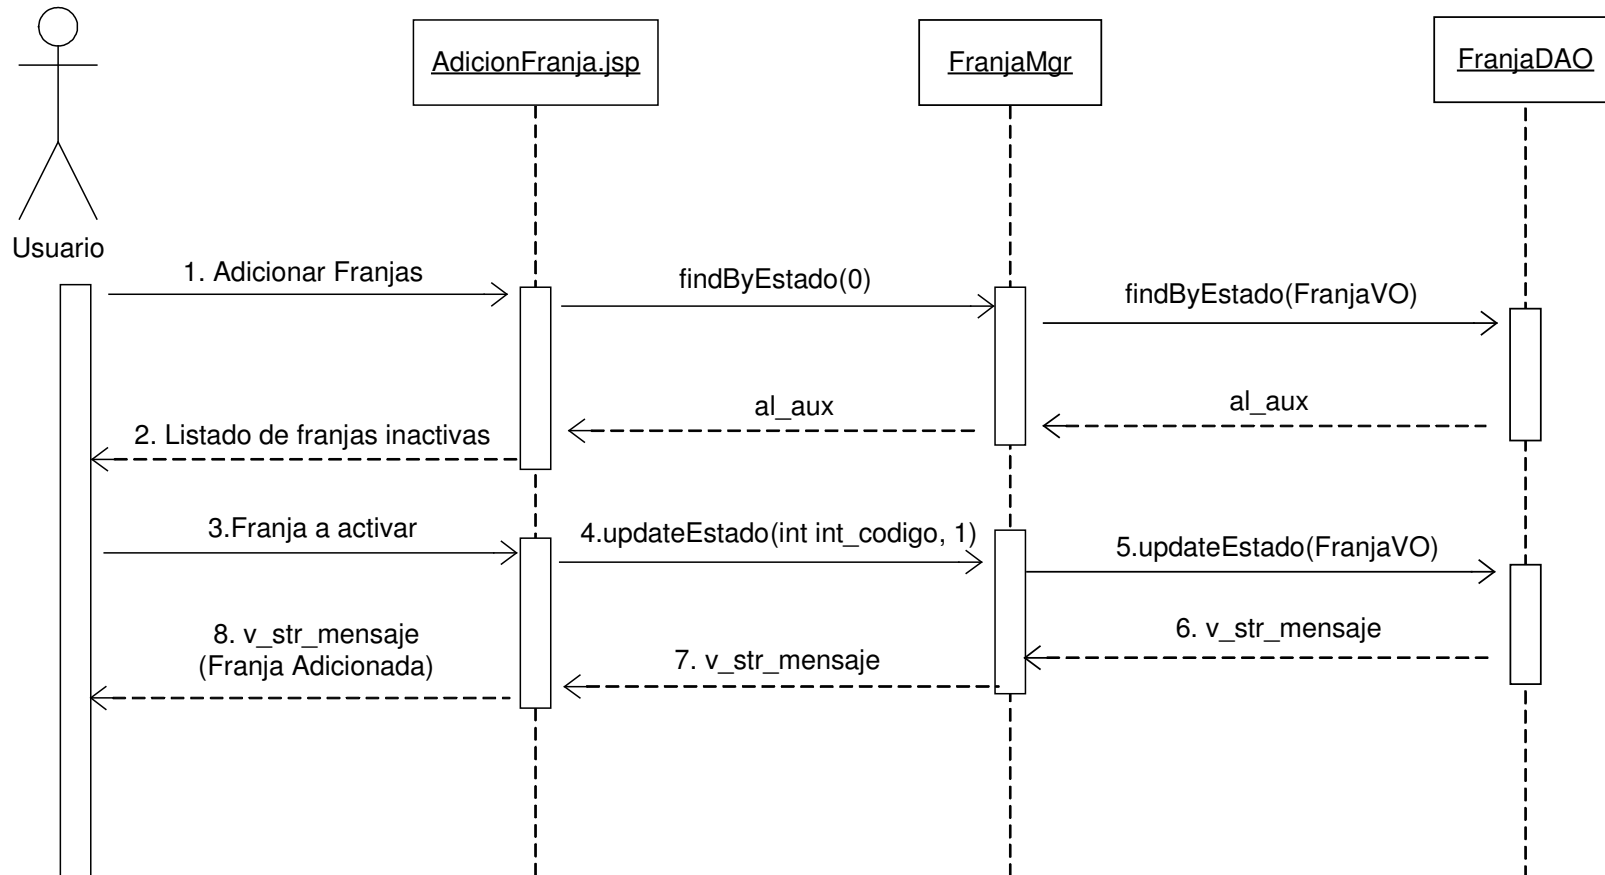 AdicionFranja.jsp
FranjaMgr
FranjaDAO
Usuario
1. Adicionar Franjas
findByEstado(0)
findByEstado(FranjaVO)
al_aux
al_aux
2. Listado de franjas inactivas
3.Franja a activar
4.updateEstado(int int_codigo, 1)
5.updateEstado(FranjaVO)
6. v_str_mensaje
7. v_str_mensaje
8. v_str_mensaje
(Franja Adicionada)